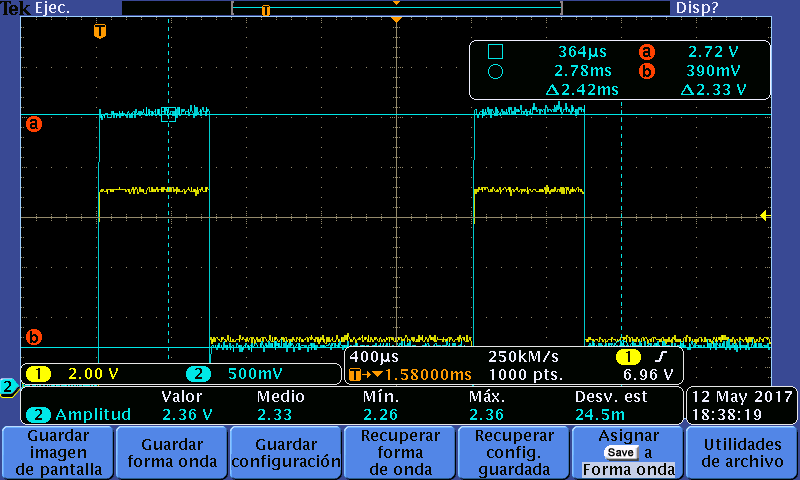 Tek Ejec. T Disp?
T
364µs a 2.72 V
2.78ms b 390mV
Δ2.42ms Δ2.33 V
a
b
1 2.00 V 2 500mV
400µs 250kM/s 1
T→▼1.58000ms 1000 pts. 6.96 V
2
Valor Medio Mín. Máx. Desv. est
2 Amplitud 2.36 V 2.33 2.26 2.36 24.5m
12 May 2017
18:38:19
Guardar
imagen
de pantalla
Guardar
forma onda
Guardar
configuración
Recuperar
forma
de onda
Recuperar
config.
guardada
Asignar
Save a
Forma onda
Utilidades
de archivo